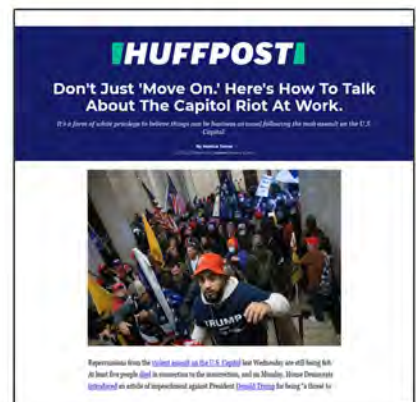 HUFFPOST
Don't Just 'Move On.' Here's How To Talk
About The Capitol Riot At Work.
It's a form of white privilege to believe things can be business as usual following the mob assault on the U.S.
Capitol
By Monica Torres
TRUMP
Repercussions from the violent assault on the U.S. Capitol last Wednesday are still being felt.
At least five people died in connection to the insurrection, and on Monday, House Democrats
introduced an article of impeachment against President Donald Trump for being "a threat to